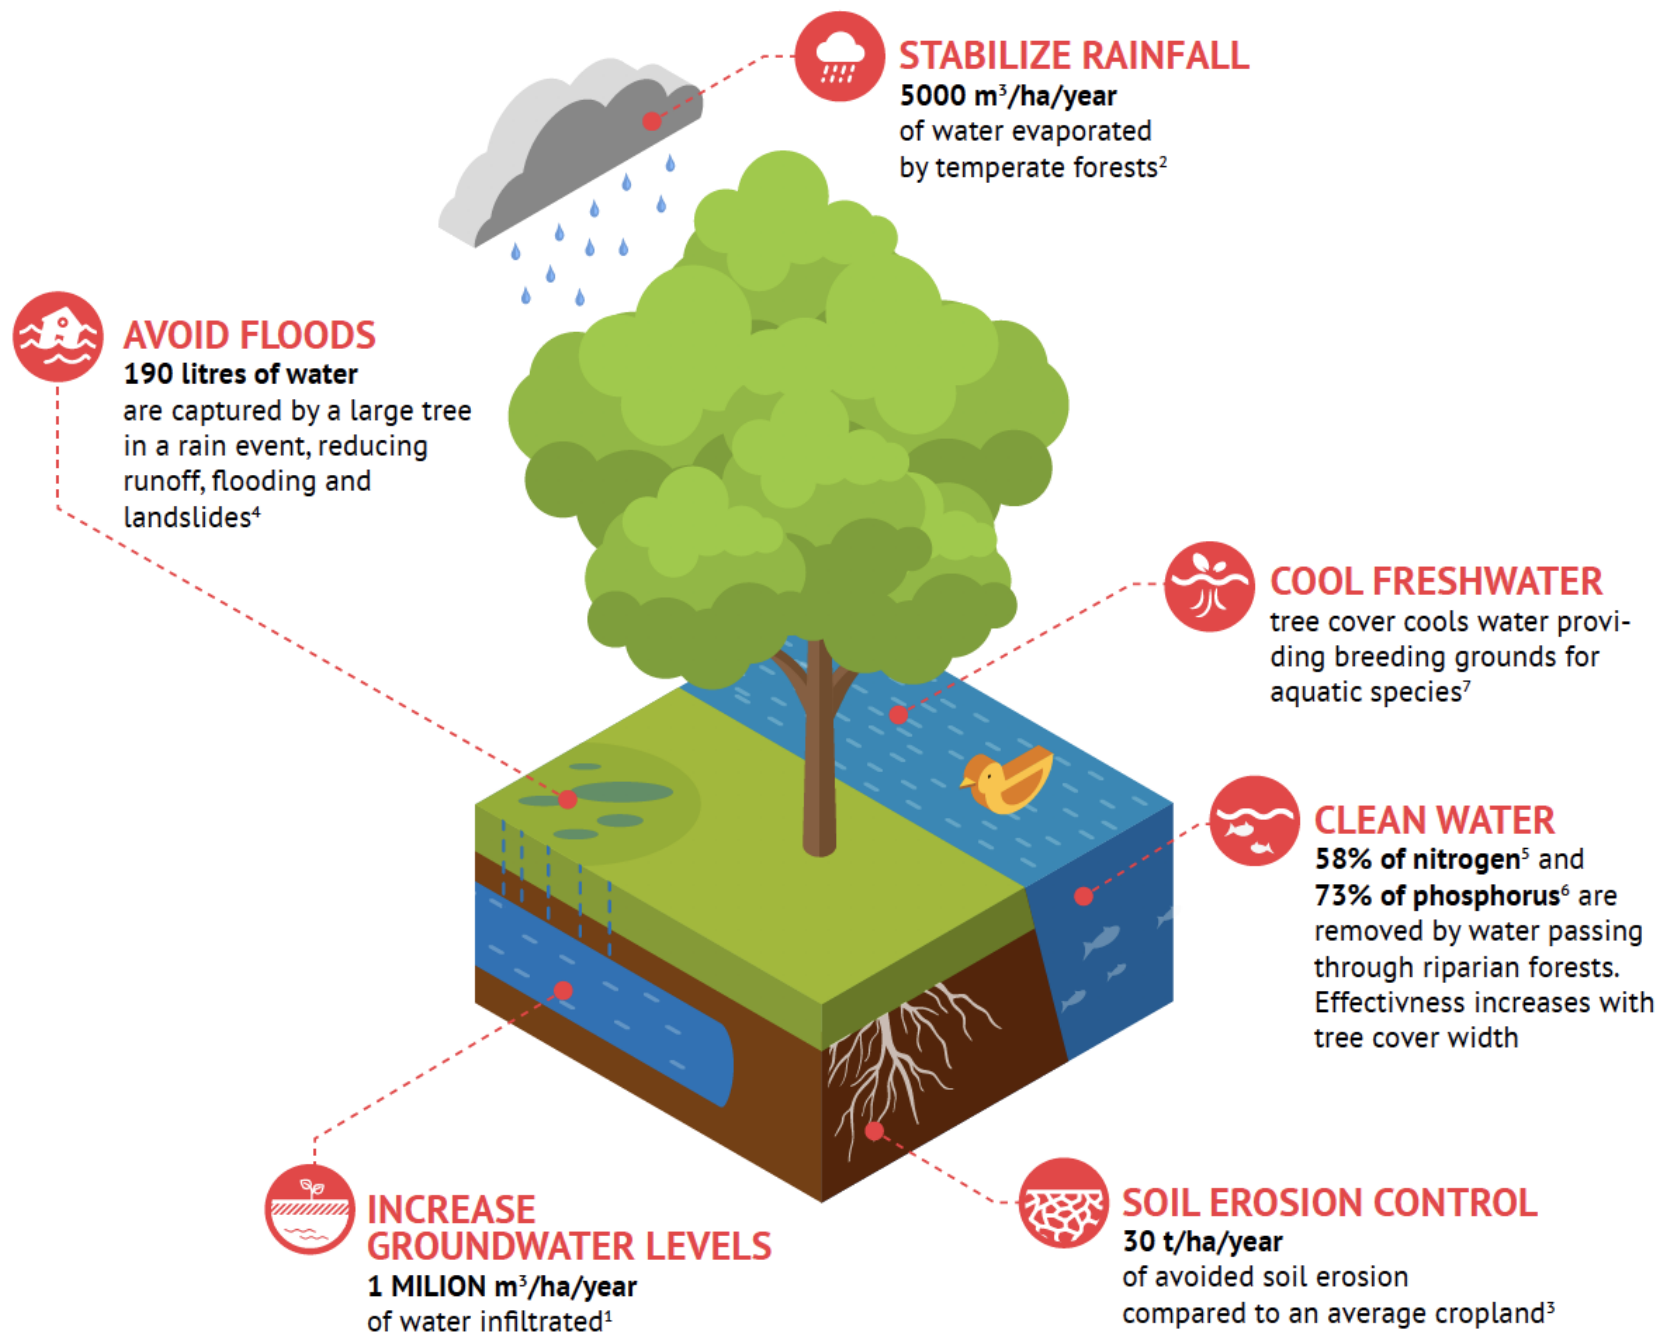 STABILIZE RAINFALL
5000 m³/ha/year
of water evaporated
by temperate forests²
AVOID FLOODS
190 litres of water
are captured by a large tree
in a rain event, reducing
runoff, flooding and
landslides⁴
COOL FRESHWATER
tree cover cools water provi-
ding breeding grounds for
aquatic species⁷
CLEAN WATER
58% of nitrogen⁵ and
73% of phosphorus⁶ are
removed by water passing
through riparian forests.
Effectivness increases with
tree cover width
INCREASE
GROUNDWATER LEVELS
1 MILION m³/ha/year
of water infiltrated¹
SOIL EROSION CONTROL
30 t/ha/year
of avoided soil erosion
compared to an average cropland³